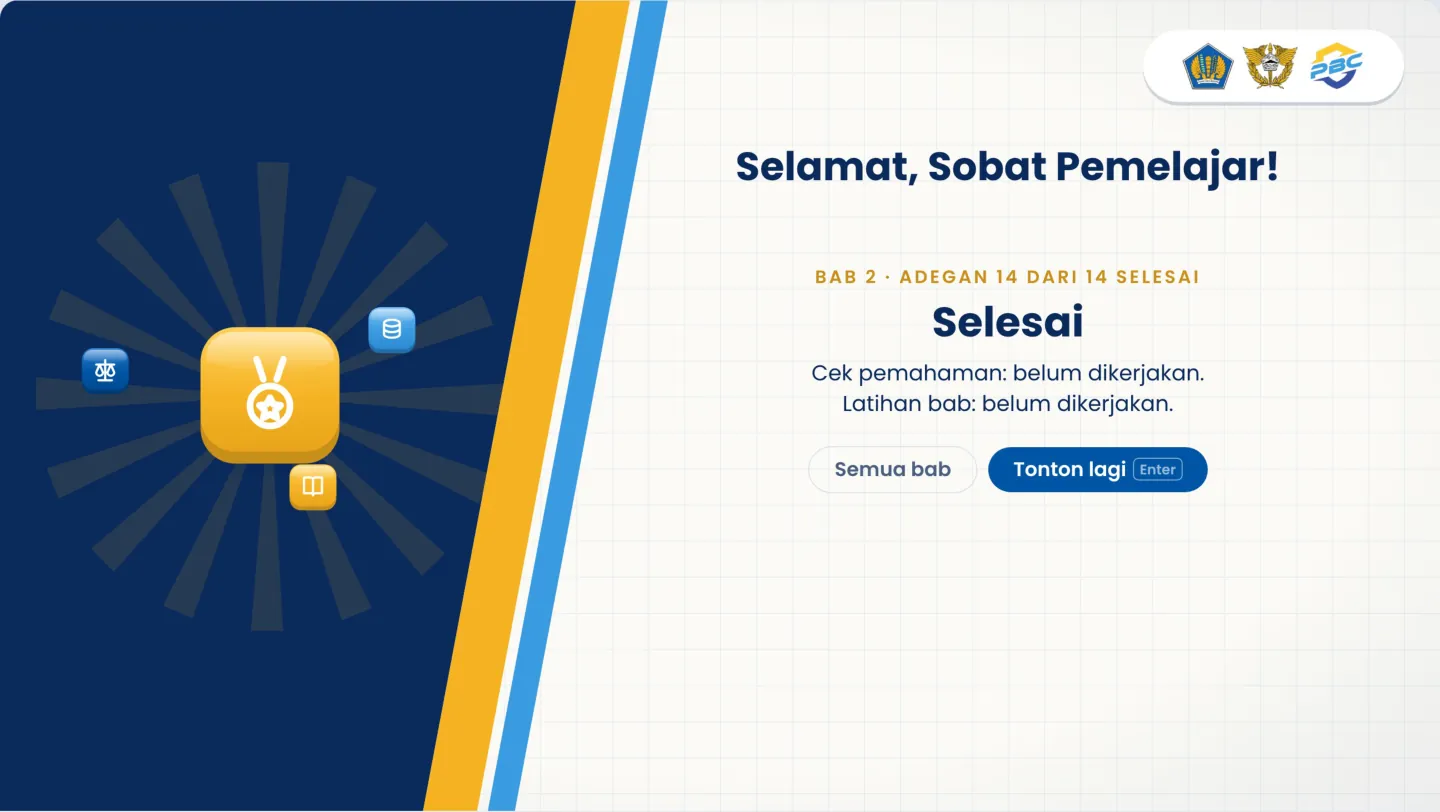 PBC
Selamat, Sobat Pemelajar!
BAB 2 · ADEGAN 14 DARI 14 SELESAI
Selesai
Cek pemahaman: belum dikerjakan.
Latihan bab: belum dikerjakan.
Semua bab
Tonton lagi Enter